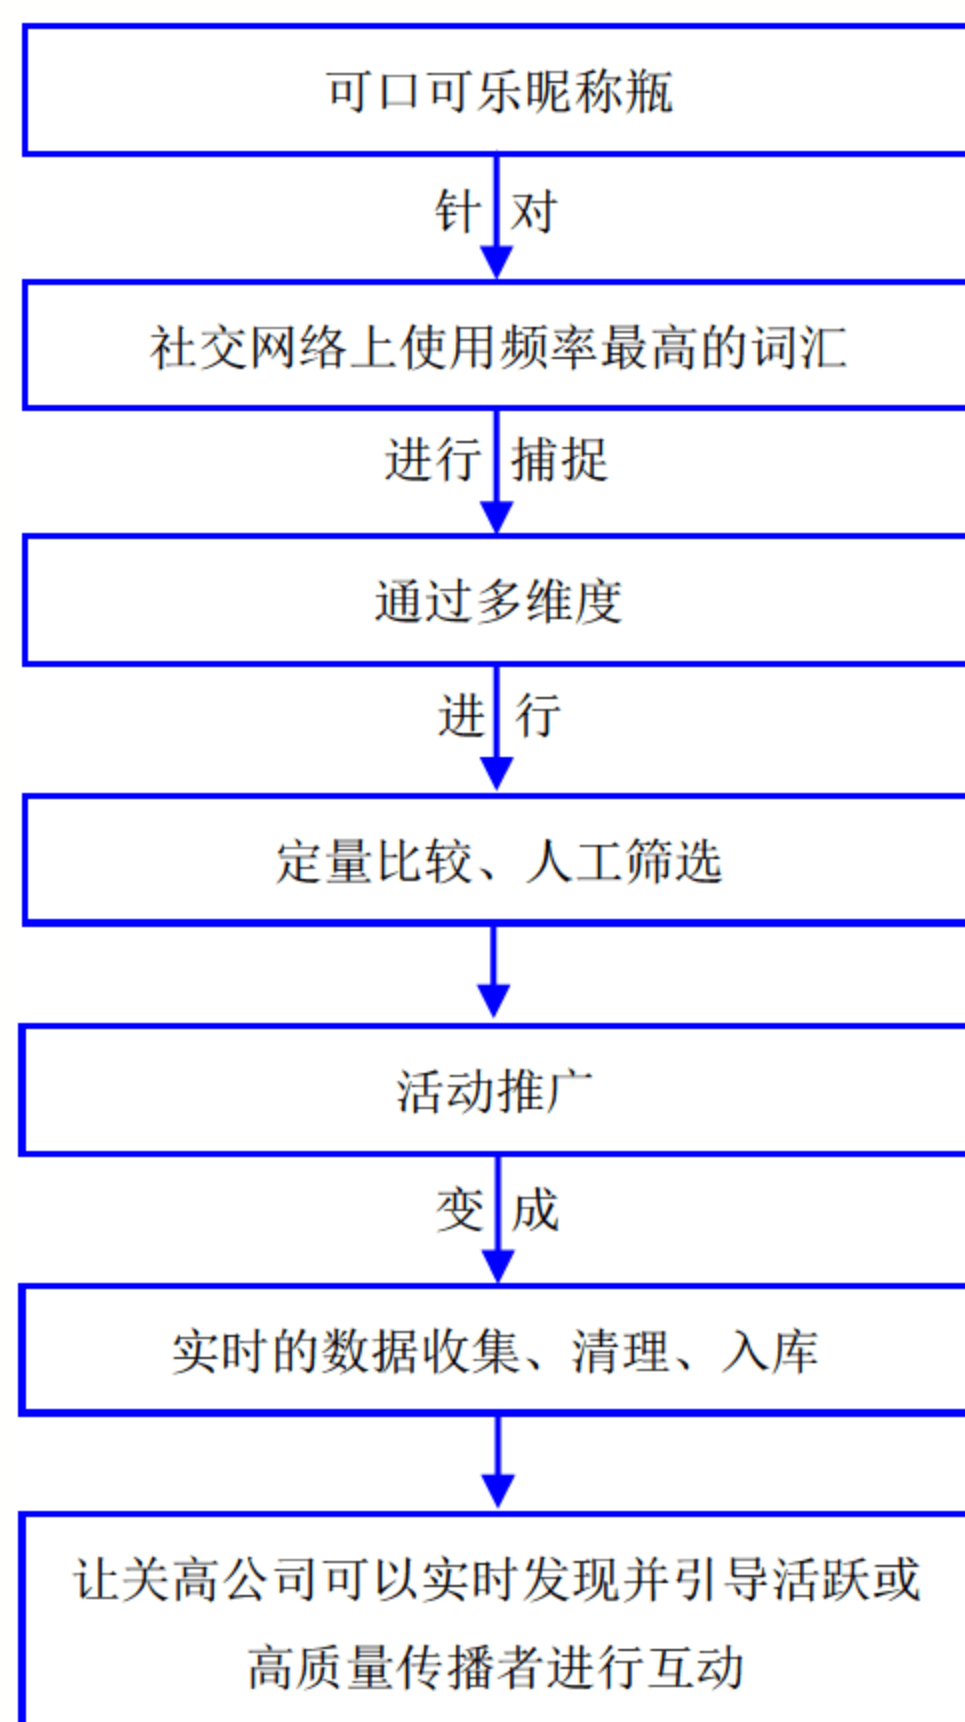 可口可乐昵称瓶
针对
社交网络上使用频率最高的词汇
进行捕捉
通过多维度
进行
定量比较、人工筛选
活动推广
变成
实时的数据收集、清理、入库
让关高公司可以实时发现并引导活跃或
高质量传播者进行互动